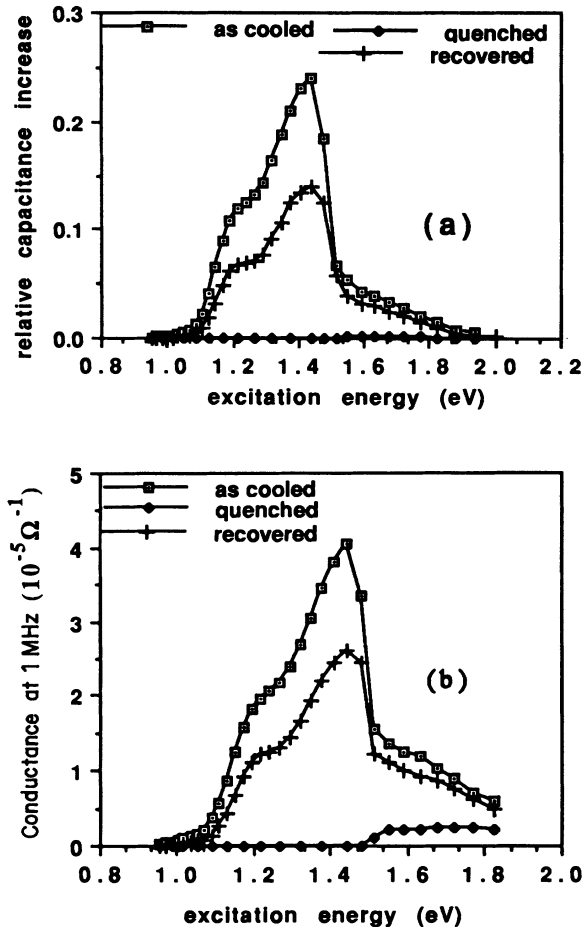 0.3
as cooled
quenched
recovered
0.2
0.1
0.0
relative capacitance increase
(a)
0.8 1.0 1.2 1.4 1.6 1.8 2.0 2.2
excitation energy (eV)
5
as cooled
quenched
recovered
4
3
2
1
0
Conductance at 1 MHz (10⁻⁵ Ω⁻¹)
(b)
0.8 1.0 1.2 1.4 1.6 1.8 2.0
excitation energy (eV)